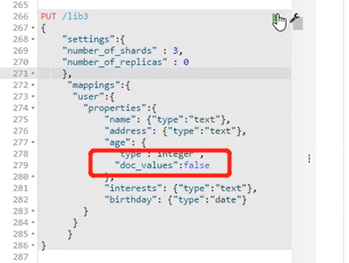 265
266 PUT /lib3
267 {
268 "settings":{
269 "number_of_shards" : 3,
270 "number_of_replicas" : 0
271 },
272 "mappings":{
273 "user":{
274 "properties":{
275 "name": {"type":"text"},
276 "address": {"type":"text"},
277 "age": {
278 "type": "integer",
279 "doc_values":false
280 },
281 "interests": {"type":"text"},
282 "birthday": {"type":"date"}
283 }
284 }
285 }
286 }
287